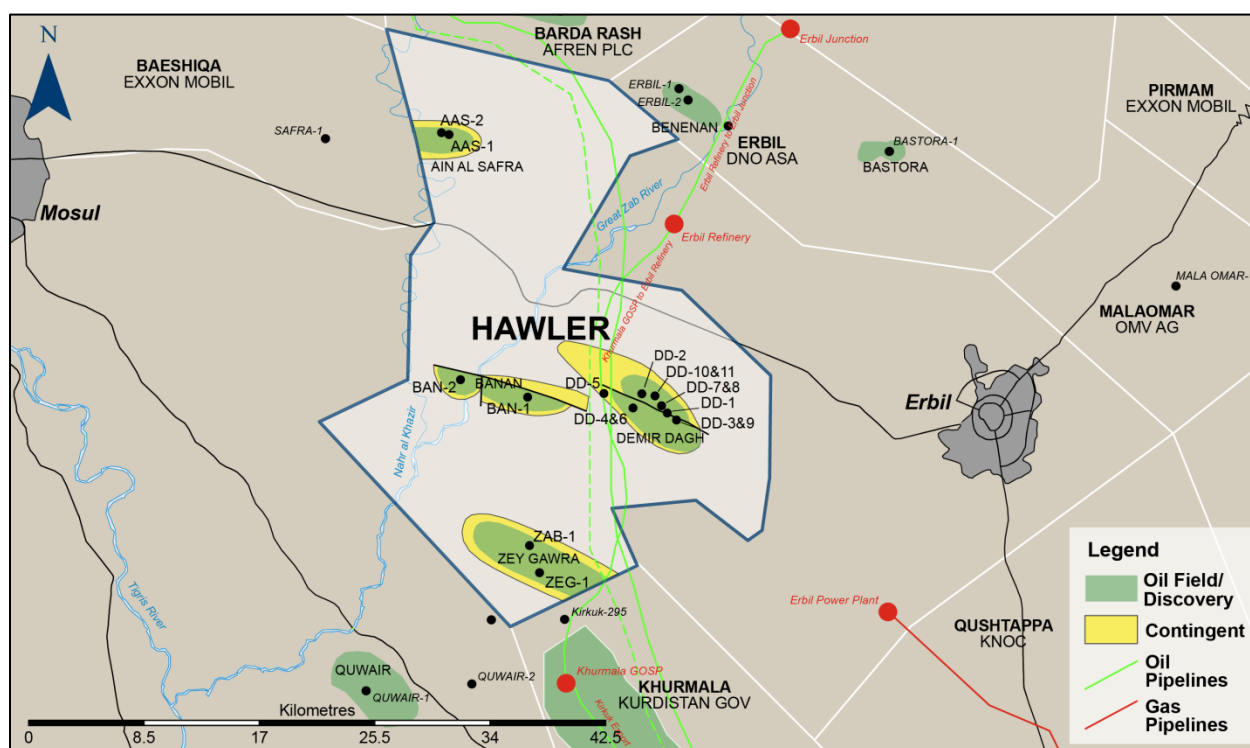 N
BARDA RASH
AFREN PLC
Erbil Junction
BAESHIQA
EXXON MOBIL
ERBIL-1
ERBIL-2
BENENAN
PIRMAM
EXXON MOBIL
SAFRA-1
AAS-2
AAS-1
AIN AL SAFRA
ERBIL
DNO ASA
Erbil Refinery to Erbil Junction
BASTORA-1
BASTORA
Mosul
Great Zab River
Erbil Refinery
MALA OMAR-
MALAOMAR
OMV AG
Khurmala GOSP to Erbil Refinery
HAWLER
DD-2
DD-10&11
DD-7&8
DD-1
DD-3&9
DD-5
DD-4&6
DEMIR DAGH
BAN-2
BANAN
BAN-1
Erbil
Nahr al Khazir
Tigris River
ZAB-1
ZEY GAWRA
ZEG-1
Kirkuk-295
Erbil Power Plant
QUSHTAPPA
KNOC
QUWAIR
QUWAIR-1
QUWAIR-2
Khurmala GOSP
KHURMALA
KURDISTAN GOV
Kirkuk Export
Kilometres
0 8.5 17 25.5 34 42.5
Legend
Oil Field/
Discovery
Contingent
Oil
Pipelines
Gas
Pipelines